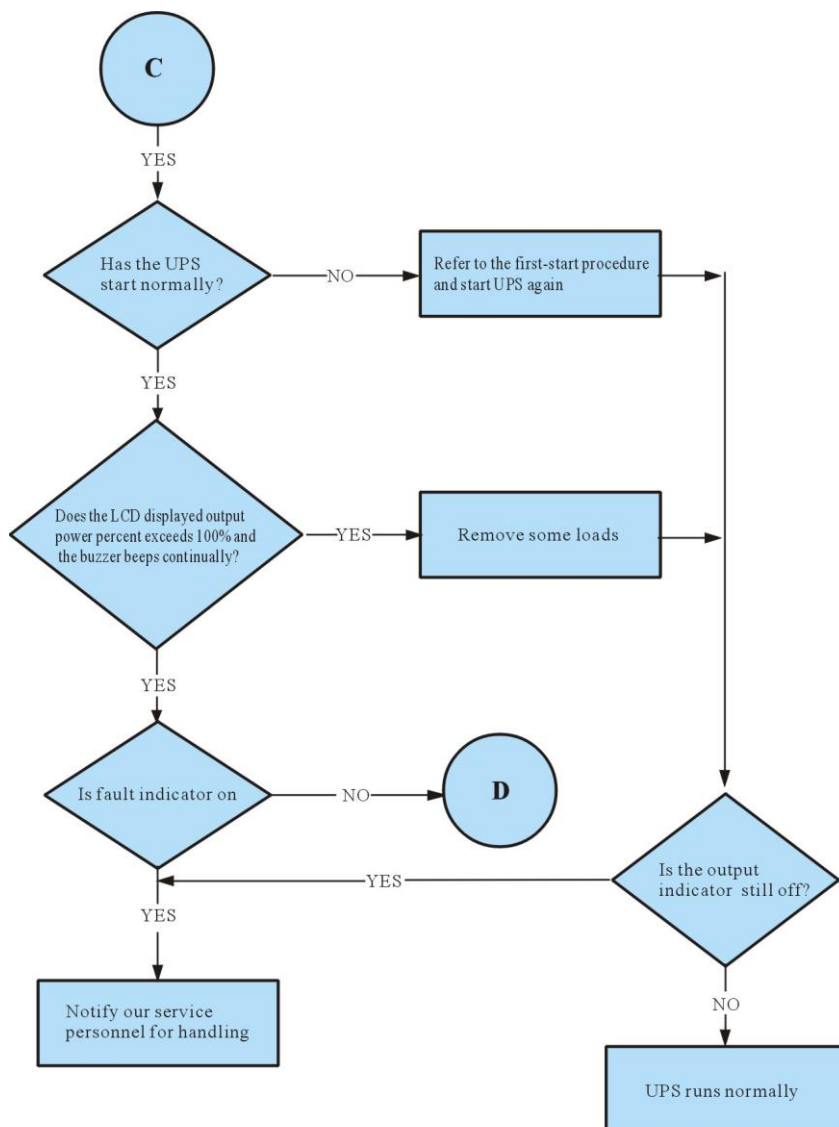 C
YES
Has the UPS
start normally?
NO
Refer to the first-start procedure
and start UPS again
YES
Does the LCD displayed output
power percent exceeds 100% and
the buzzer beeps continually?
YES
Remove some loads
YES
Is fault indicator on
NO
D
Is the output
indicator still off?
YES
YES
Notify our service
personnel for handling
NO
UPS runs normally